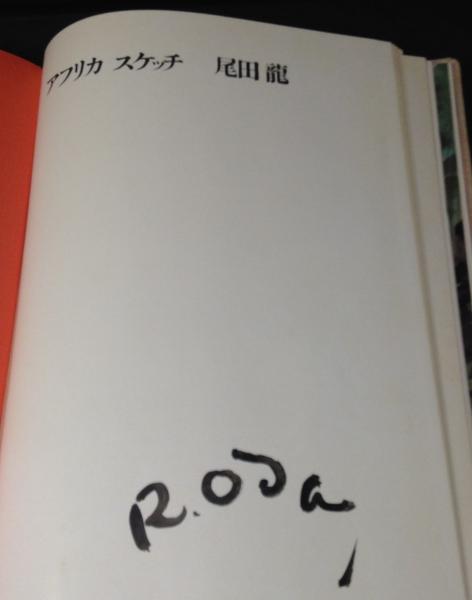 アフリカ スケッチ 尾田 龍
R. Oda,